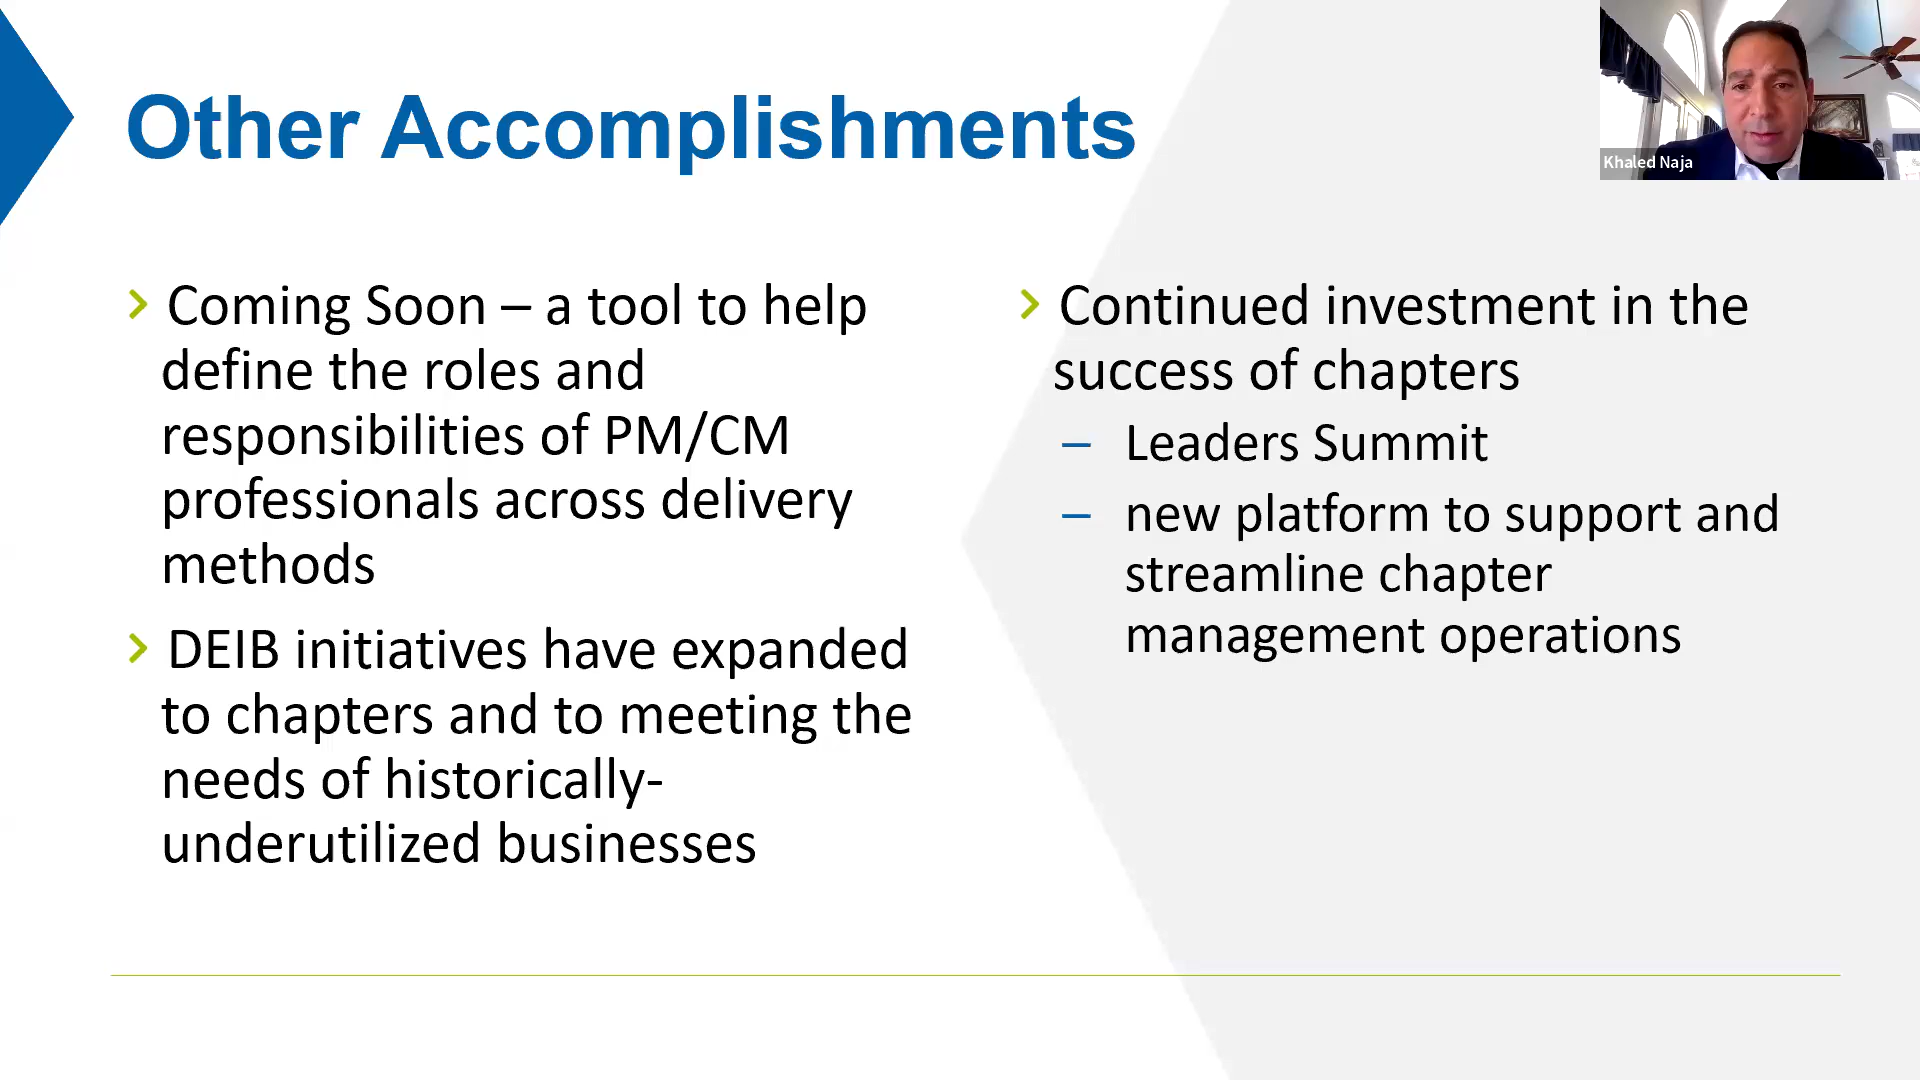 Other Accomplishments
Khaled Naja
Coming Soon – a tool to help
define the roles and
responsibilities of PM/CM
professionals across delivery
methods
DEIB initiatives have expanded
to chapters and to meeting the
needs of historically-
underutilized businesses
Continued investment in the
success of chapters
– Leaders Summit
– new platform to support and
streamline chapter
management operations